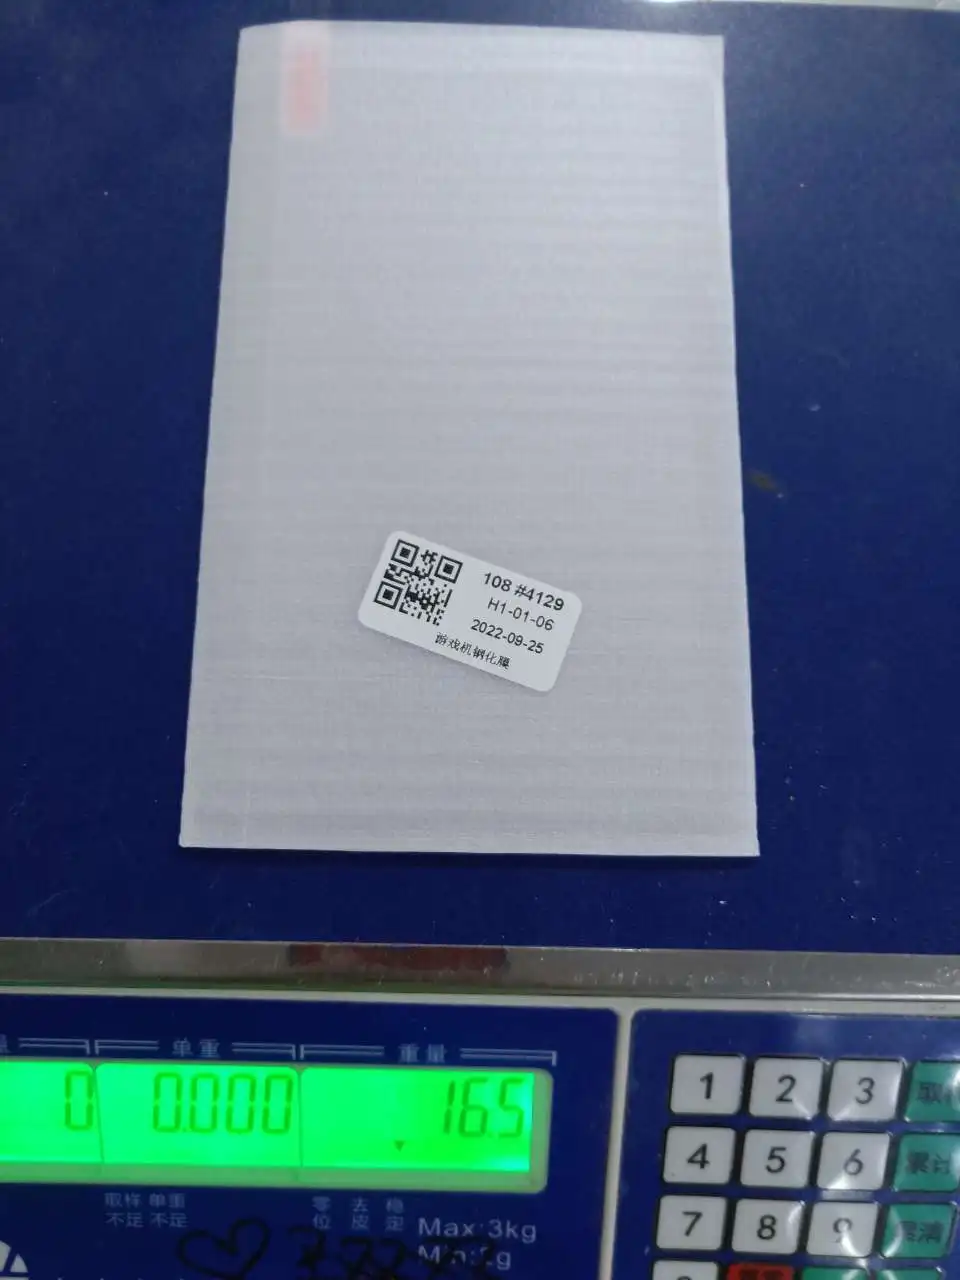 108 #4129
H1-01-06
2022-09-25
游戏机钢化膜
单重
重量
0
0.000
16.5
取样不足
单重不足
零位
去皮
稳定
Max:3kg
1
2
3
4
5
6
累计
7
8
9